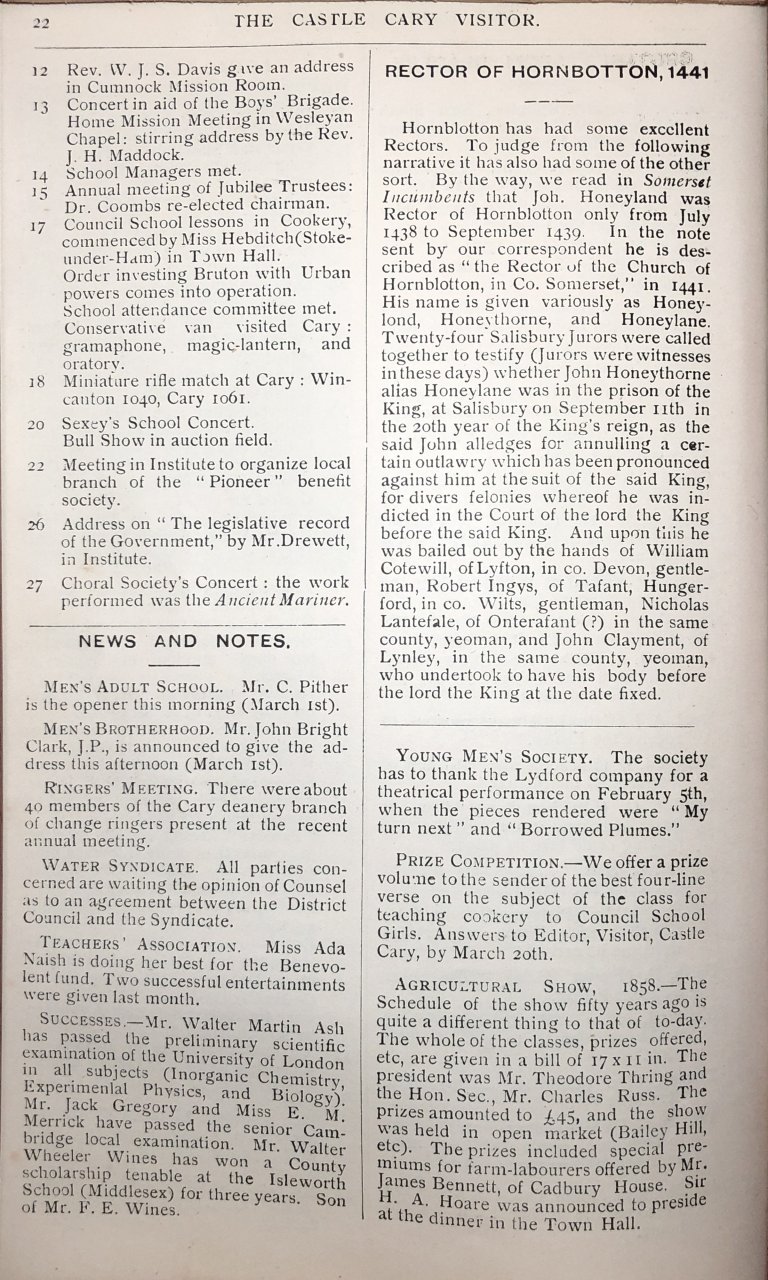 22
THE CASTLE CARY VISITOR.
12 Rev. W. J. S. Davis gave an address
in Cumnock Mission Room.
13 Concert in aid of the Boys' Brigade.
Home Mission Meeting in Wesleyan
Chapel: stirring address by the Rev.
J. H. Maddock.
14 School Managers met.
15 Annual meeting of Jubilee Trustees:
Dr. Coombs re-elected chairman.
17 Council School lessons in Cookery,
commenced by Miss Hebditch (Stoke-
under-Ham) in Town Hall.
Order investing Bruton with Urban
powers comes into operation.
School attendance committee met.
Conservative van visited Cary :
gramaphone, magic-lantern, and
oratory.
18 Miniature rifle match at Cary : Win-
canton 1040, Cary 1061.
20 Sexey's School Concert.
Bull Show in auction field.
22 Meeting in Institute to organize local
branch of the "Pioneer" benefit
society.
26 Address on "The legislative record
of the Government," by Mr. Drewett,
in Institute.
27 Choral Society's Concert : the work
performed was the Ancient Mariner.
NEWS AND NOTES.
MEN'S ADULT SCHOOL. Mr. C. Pither
is the opener this morning (March 1st).
MEN'S BROTHERHOOD. Mr. John Bright
Clark, J.P., is announced to give the ad-
dress this afternoon (March 1st).
RINGERS' MEETING. There were about
40 members of the Cary deanery branch
of change ringers present at the recent
annual meeting.
WATER SYNDICATE. All parties con-
cerned are waiting the opinion of Counsel
as to an agreement between the District
Council and the Syndicate.
TEACHERS' ASSOCIATION. Miss Ada
Naish is doing her best for the Benevo-
lent fund. Two successful entertainments
were given last month.
SUCCESSES.—Mr. Walter Martin Ash
has passed the preliminary scientific
examination of the University of London
in all subjects (Inorganic Chemistry,
Experimenlal Physics, and Biology).
Mr. Jack Gregory and Miss E. M.
Merrick have passed the senior Cam-
bridge local examination. Mr. Walter
Wheeler Wines has won a County
scholarship tenable at the Isleworth
School (Middlesex) for three years. Son
of Mr. F. E. Wines.
RECTOR OF HORNBOTTON, 1441
Hornblotton has had some excellent
Rectors. To judge from the following
narrative it has also had some of the other
sort. By the way, we read in Somerset
Incumbents that Joh. Honeyland was
Rector of Hornblotton only from July
1438 to September 1439. In the note
sent by our correspondent he is des-
cribed as "the Rector of the Church of
Hornblotton, in Co. Somerset," in 1441.
His name is given variously as Honey-
lond, Honeythorne, and Honeylane.
Twenty-four Salisbury Jurors were called
together to testify (Jurors were witnesses
in these days) whether John Honeythorne
alias Honeylane was in the prison of the
King, at Salisbury on September 11th in
the 20th year of the King's reign, as the
said John alledges for annulling a cer-
tain outlawry which has been pronounced
against him at the suit of the said King,
for divers felonies whereof he was in-
dicted in the Court of the lord the King
before the said King. And upon this he
was bailed out by the hands of William
Cotewill, of Lyfton, in co. Devon, gentle-
man, Robert Ingys, of Tafant, Hunger-
ford, in co. Wilts, gentleman, Nicholas
Lantefale, of Onterafant (?) in the same
county, yeoman, and John Clayment, of
Lynley, in the same county, yeoman,
who undertook to have his body before
the lord the King at the date fixed.
YOUNG MEN'S SOCIETY. The society
has to thank the Lydford company for a
theatrical performance on February 5th,
when the pieces rendered were "My
turn next" and "Borrowed Plumes."
PRIZE COMPETITION.—We offer a prize
volume to the sender of the best four-line
verse on the subject of the class for
teaching cookery to Council School
Girls. Answers to Editor, Visitor, Castle
Cary, by March 20th.
AGRICULTURAL SHOW, 1858.—The
Schedule of the show fifty years ago is
quite a different thing to that of to-day.
The whole of the classes, prizes offered,
etc, are given in a bill of 17 x 11 in. The
president was Mr. Theodore Thring and
the Hon. Sec., Mr. Charles Russ. The
prizes amounted to £45, and the show
was held in open market (Bailey Hill,
etc). The prizes included special pre-
miums for farm-labourers offered by Mr.
James Bennett, of Cadbury House. Sir
H. A. Hoare was announced to preside
at the dinner in the Town Hall.